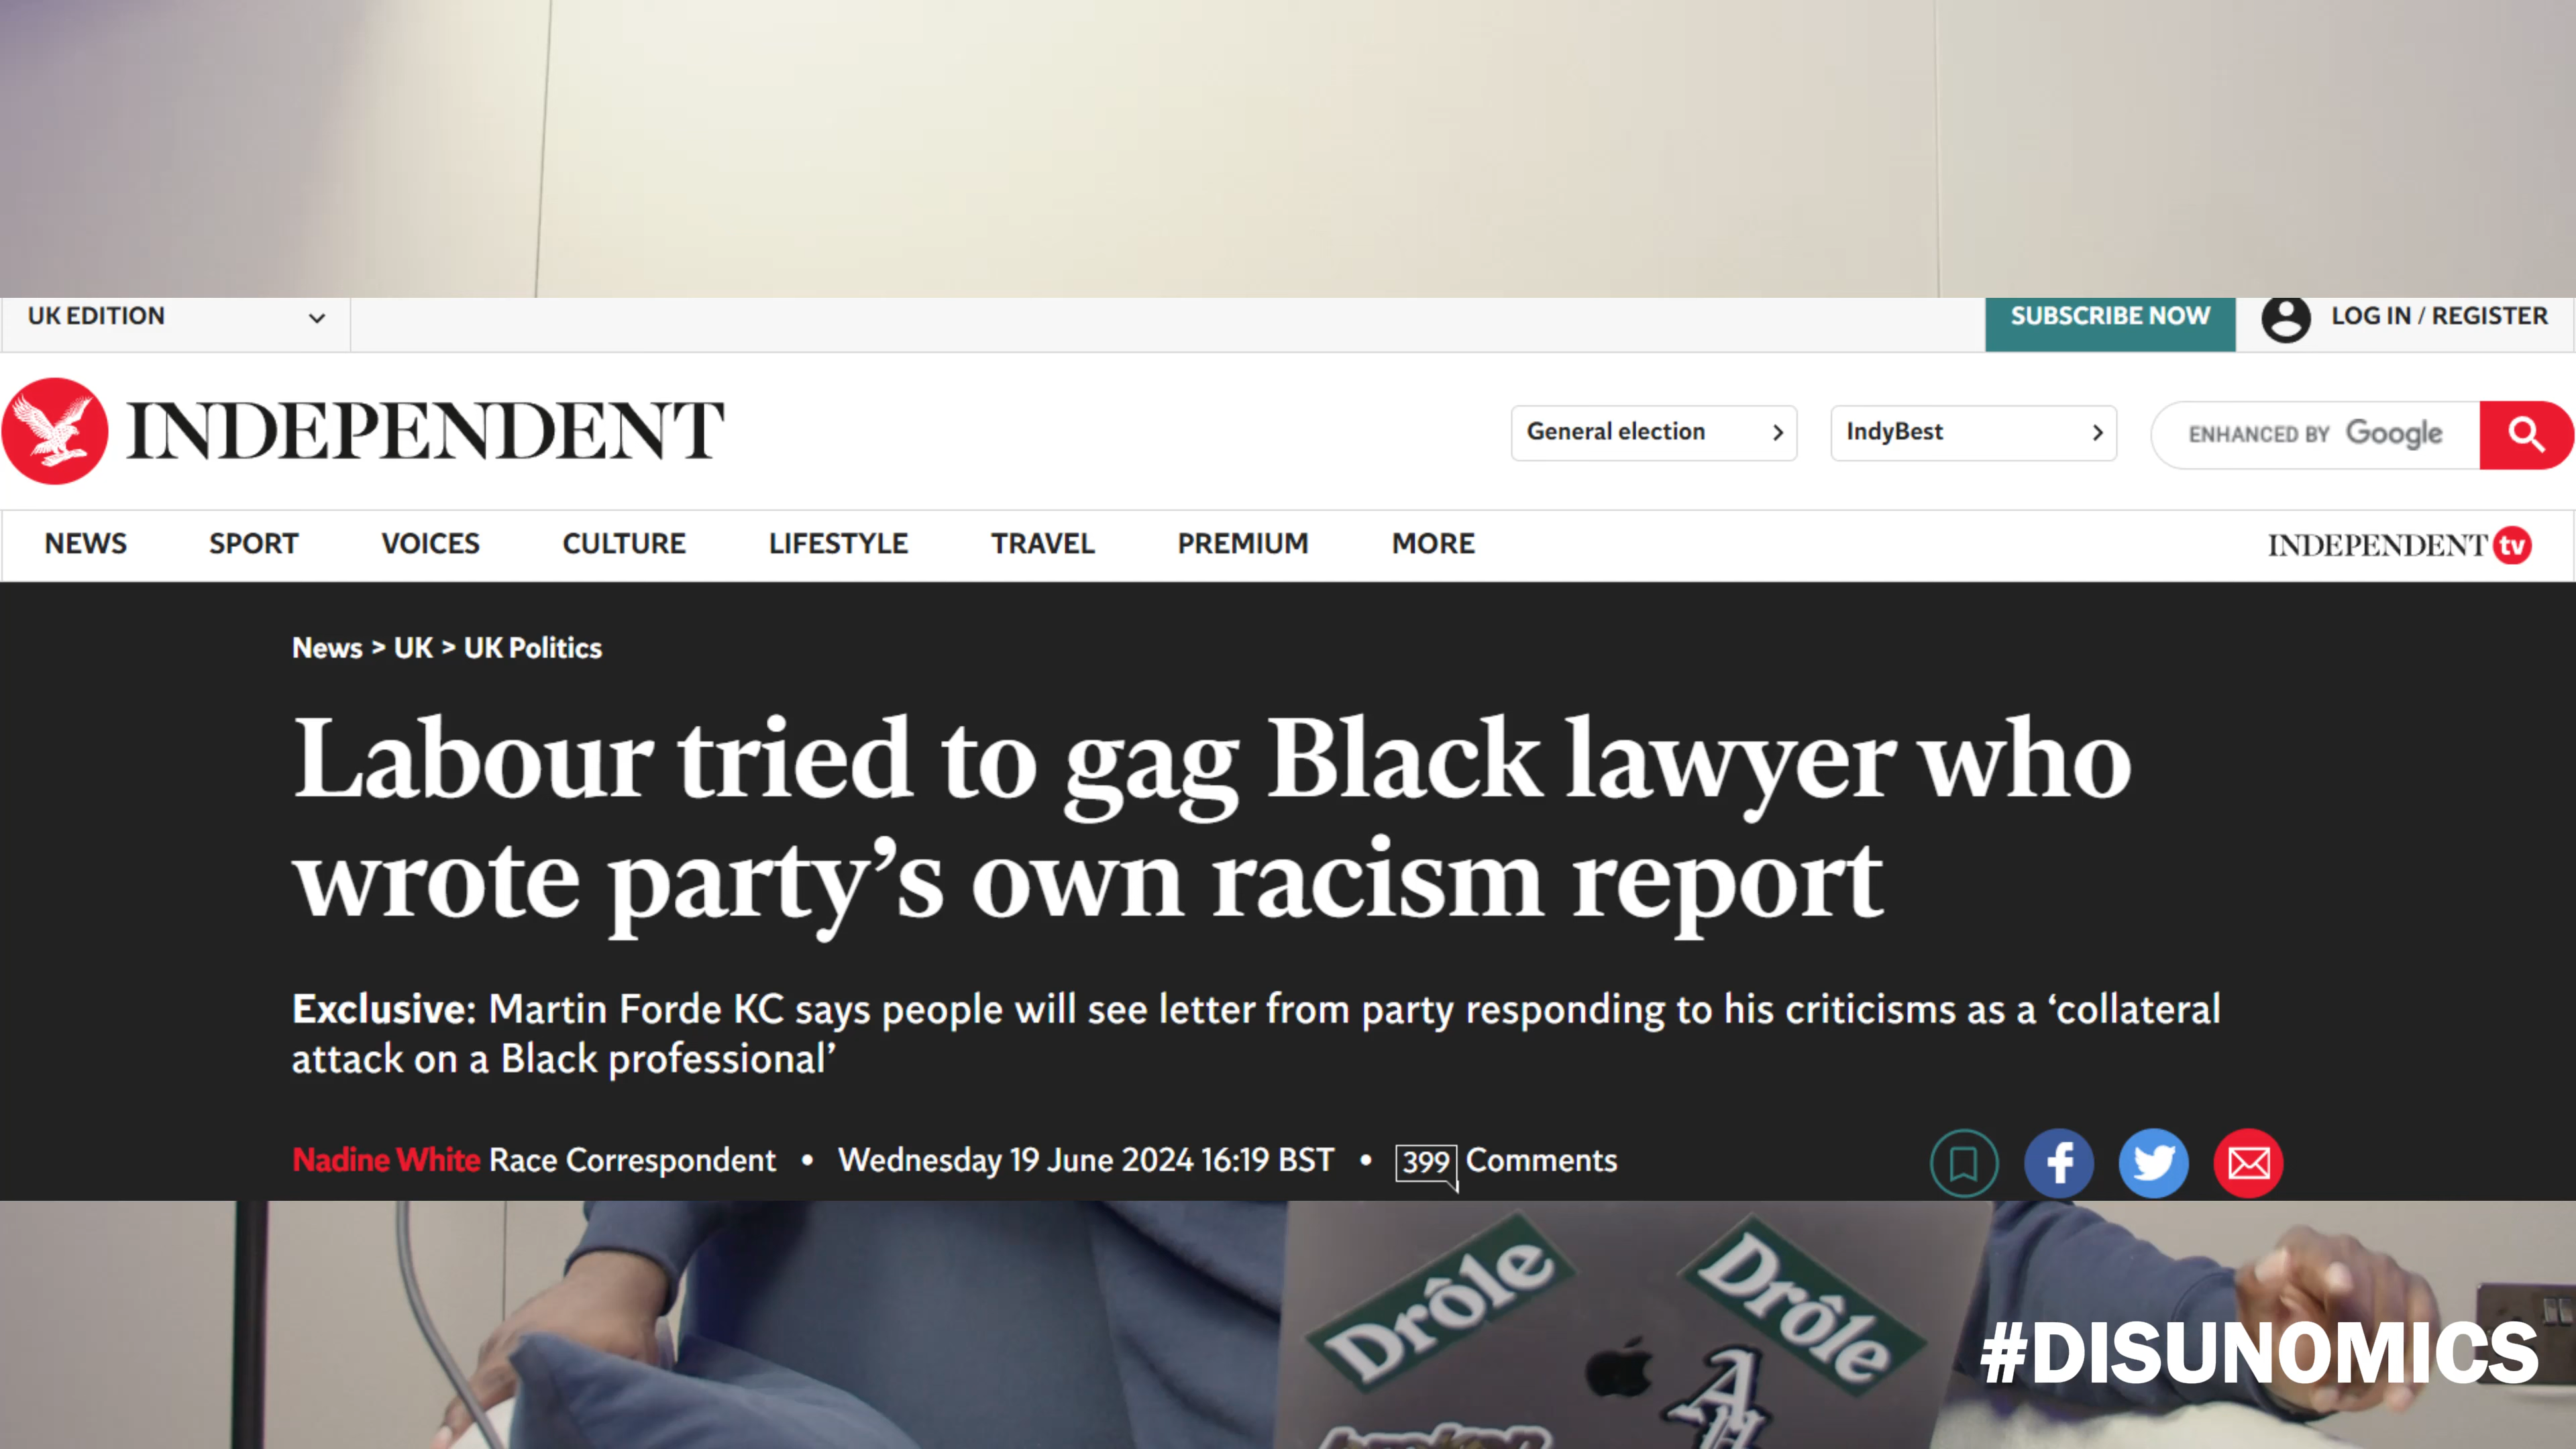 UK EDITION
SUBSCRIBE NOW
LOG IN / REGISTER
INDEPENDENT
General election
IndyBest
ENHANCED BY Google
NEWS SPORT VOICES CULTURE LIFESTYLE TRAVEL PREMIUM MORE
INDEPENDENT tv
News > UK > UK Politics
Labour tried to gag Black lawyer who
wrote party’s own racism report
Exclusive: Martin Forde KC says people will see letter from party responding to his criticisms as a ‘collateral
attack on a Black professional’
Nadine White Race Correspondent • Wednesday 19 June 2024 16:19 BST • 399 Comments
Drôle
Drôle
#DISUNOMICS